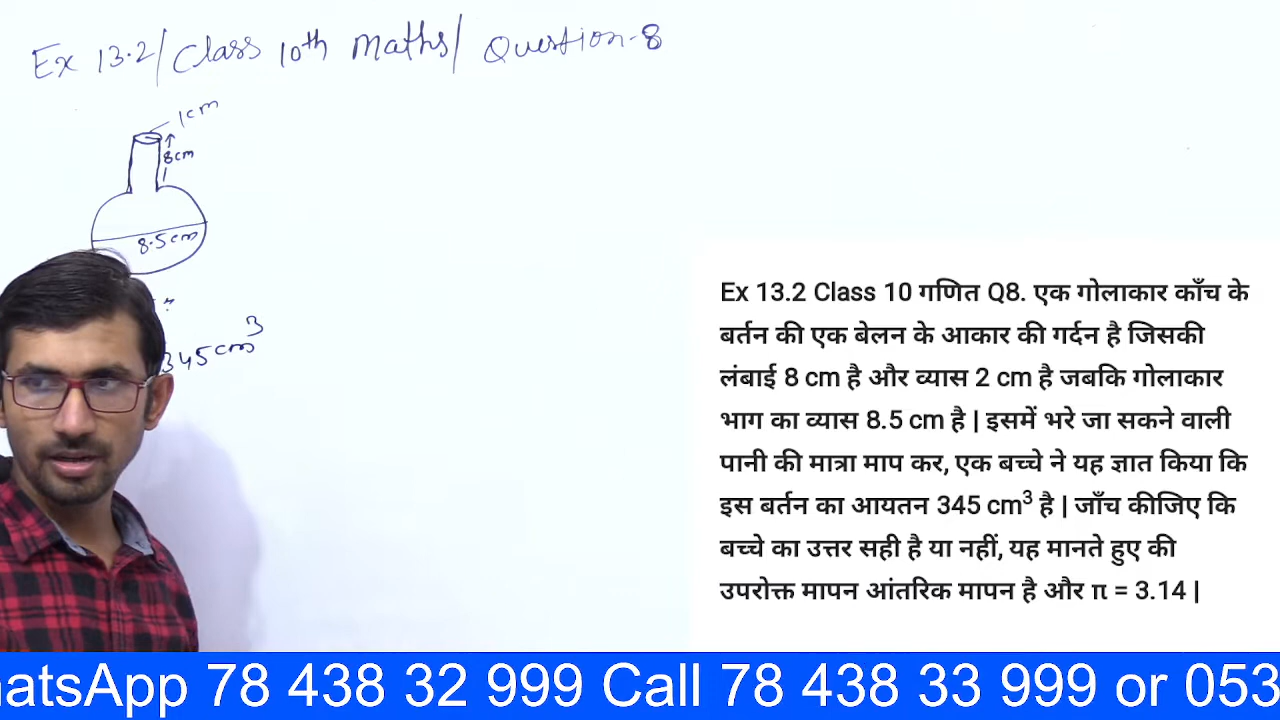 Ex 13.2/ Class 10th Maths/ Question-8
1cm
8cm
8.5cm
345cm³
Ex 13.2 Class 10 गणित Q8. एक गोलाकार काँच के
बर्तन की एक बेलन के आकार की गर्दन है जिसकी
लंबाई 8 cm है और व्यास 2 cm है जबकि गोलाकार
भाग का व्यास 8.5 cm है | इसमें भरे जा सकने वाली
पानी की मात्रा माप कर, एक बच्चे ने यह ज्ञात किया कि
इस बर्तन का आयतन 345 cm³ है | जाँच कीजिए कि
बच्चे का उत्तर सही है या नहीं, यह मानते हुए की
उपरोक्त मापन आंतरिक मापन है और π = 3.14 |
hatsApp 78 438 32 999 Call 78 438 33 999 or 053